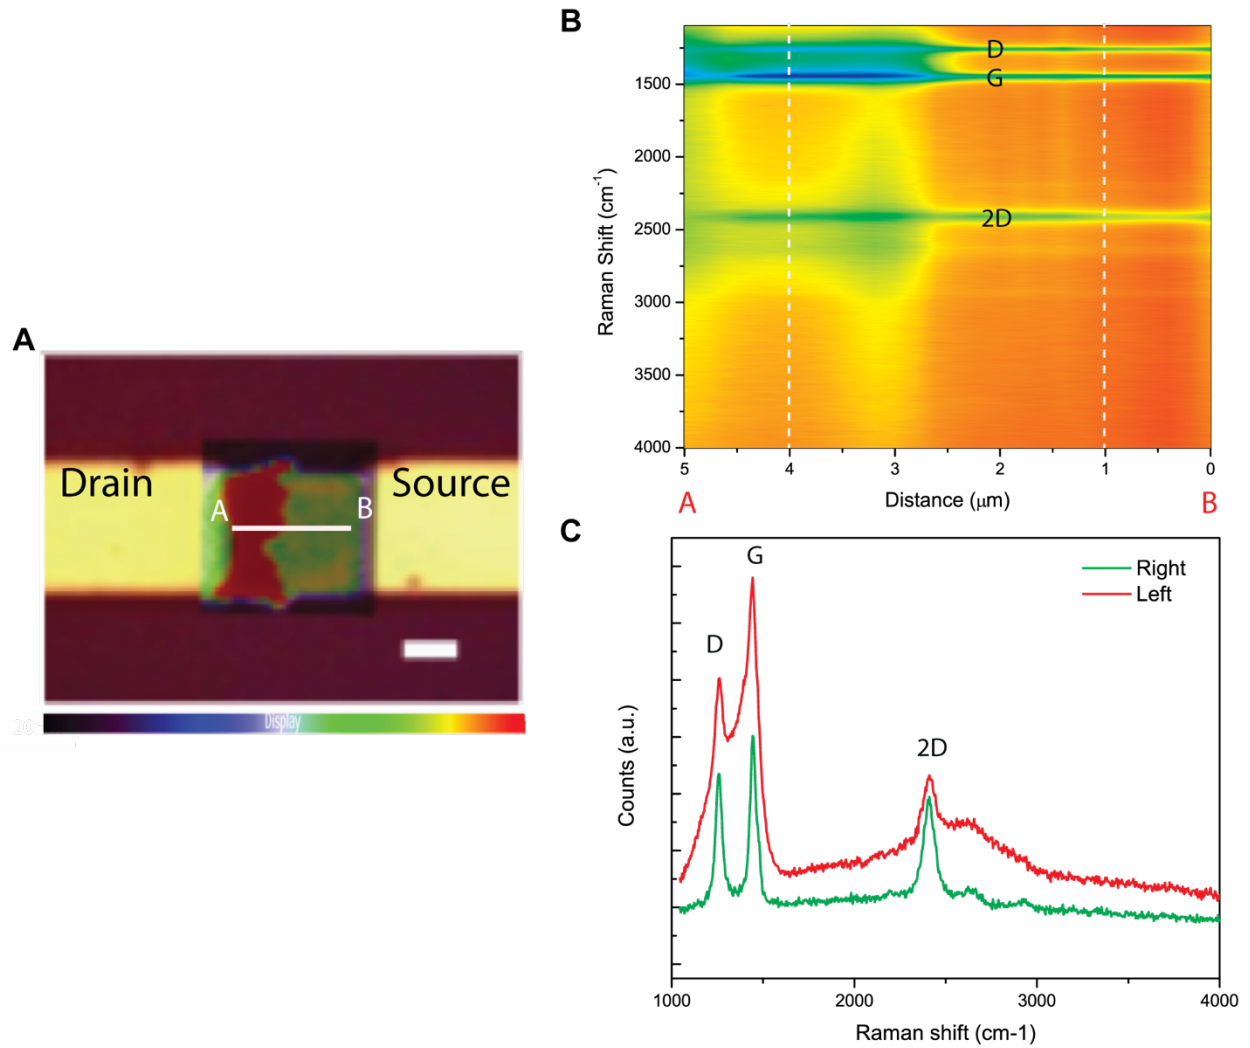 A
Drain
Source
A
B
20
Display
B
D
G
2D
1500
2000
2500
3000
3500
4000
Raman Shift (cm-1)
5
4
3
2
1
0
A
Distance (μm)
B
C
G
D
2D
Right
Left
Counts (a.u.)
1000
2000
3000
4000
Raman shift (cm-1)